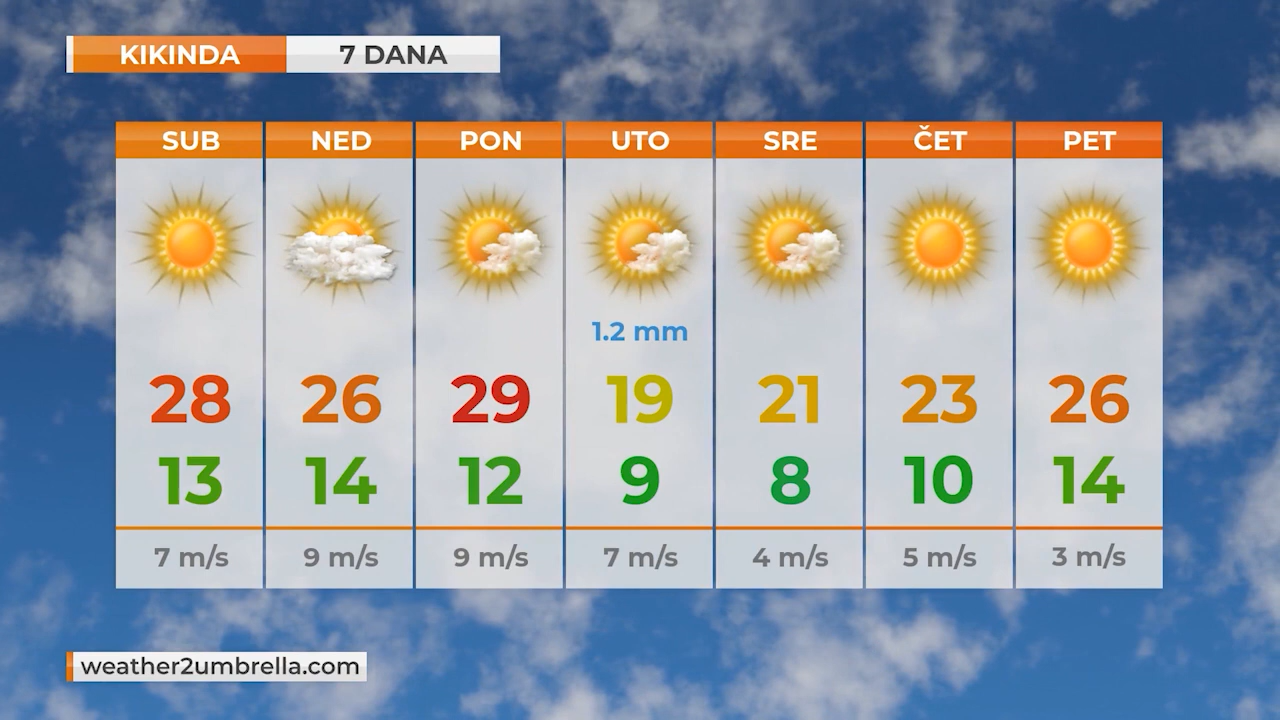 KIKINDA 7 DANA
SUB NED PON UTO SRE ČET PET
1.2 mm
28 26 29 19 21 23 26
13 14 12 9 8 10 14
7 m/s 9 m/s 9 m/s 7 m/s 4 m/s 5 m/s 3 m/s
weather2umbrella.com